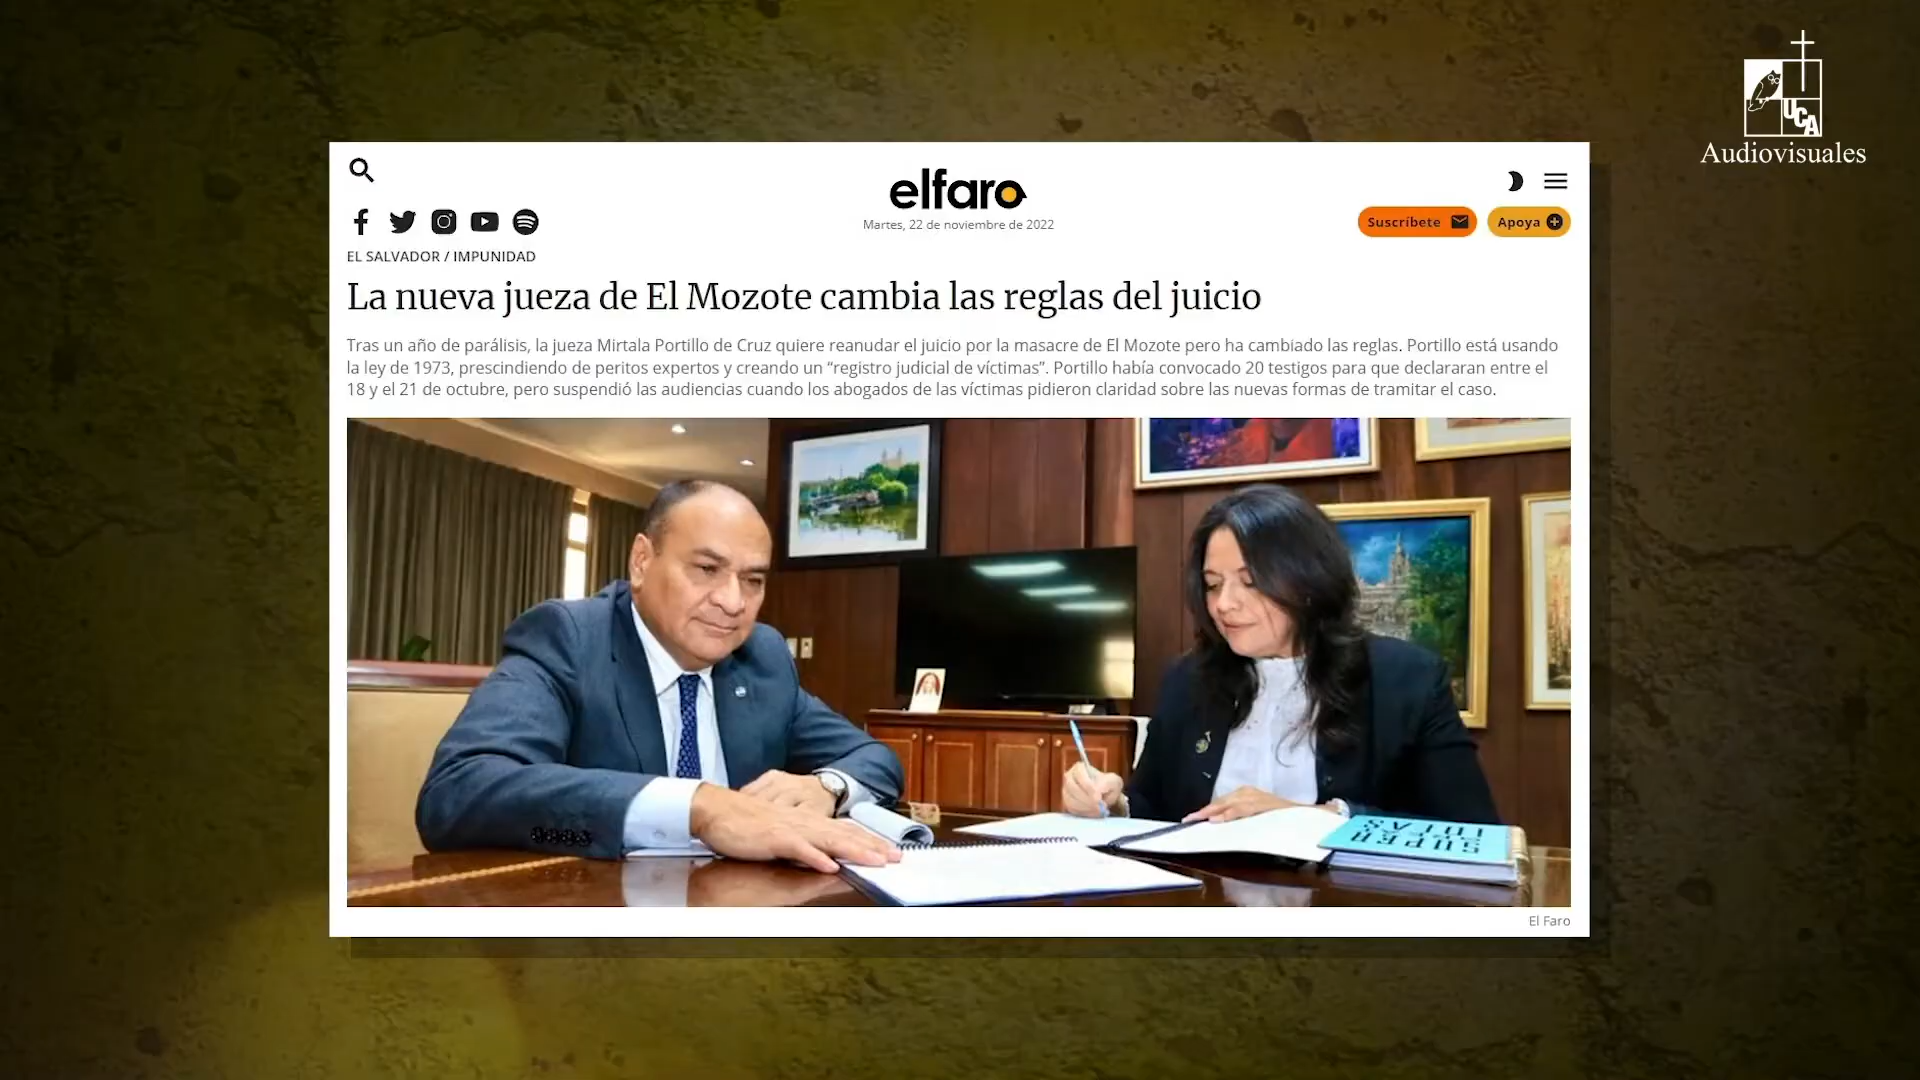 UCA
Audiovisuales
elfaro
Martes, 22 de noviembre de 2022
Suscríbete
Apoya
EL SALVADOR / IMPUNIDAD
La nueva jueza de El Mozote cambia las reglas del juicio
Tras un año de parálisis, la jueza Mirtala Portillo de Cruz quiere reanudar el juicio por la masacre de El Mozote pero ha cambiado las reglas. Portillo está usando
la ley de 1973, prescindiendo de peritos expertos y creando un “registro judicial de víctimas”. Portillo había convocado 20 testigos para que declararan entre el
18 y el 21 de octubre, pero suspendió las audiencias cuando los abogados de las víctimas pidieron claridad sobre las nuevas formas de tramitar el caso.
El Faro